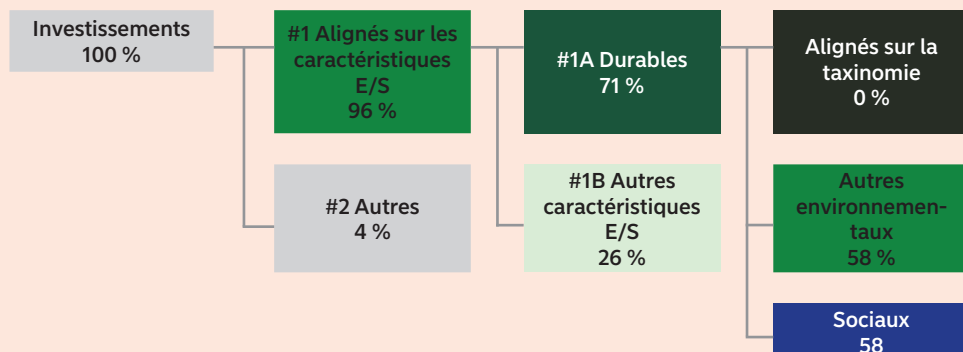 Investissements
100 %
#1 Alignés sur les
caractéristiques
E/S
96 %
#1A Durables
71 %
Alignés sur la
taxinomie
0 %
#2 Autres
4 %
#1B Autres
caractéristiques
E/S
26 %
Autres
environnemen-
taux
58 %
Sociaux
58